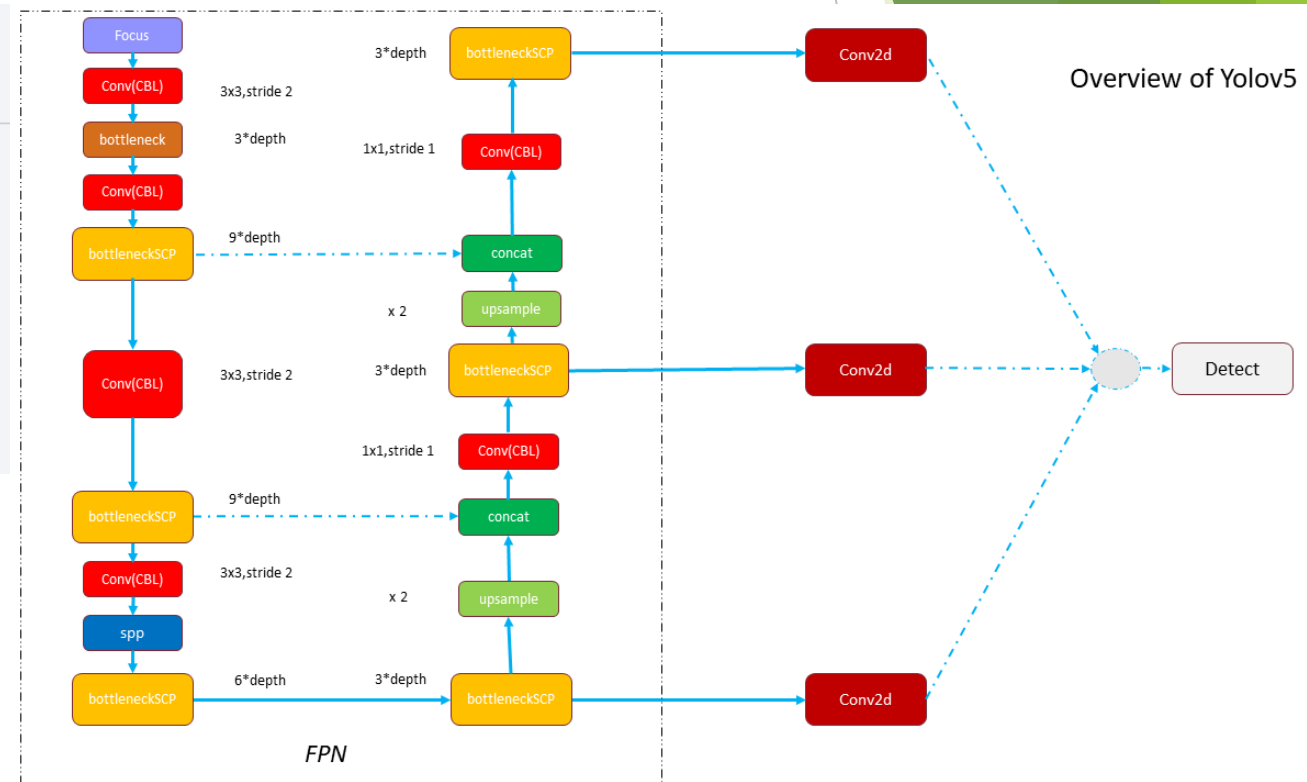 Overview of Yolov5
Focus
Conv(CBL)
3x3,stride 2
bottleneck
3*depth
Conv(CBL)
bottleneckSCP
9*depth
Conv(CBL)
3x3,stride 2
bottleneckSCP
9*depth
Conv(CBL)
3x3,stride 2
spp
bottleneckSCP
6*depth
3*depth
bottleneckSCP
1x1,stride 1
Conv(CBL)
concat
x 2
upsample
3*depth
bottleneckSCP
1x1,stride 1
Conv(CBL)
concat
x 2
upsample
3*depth
bottleneckSCP
FPN
Conv2d
Conv2d
Conv2d
Detect